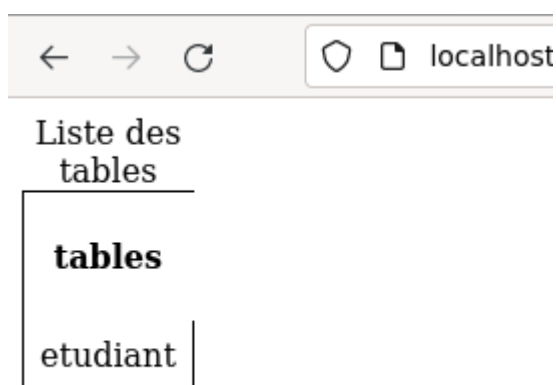 localhost
Liste des
tables
tables
etudiant